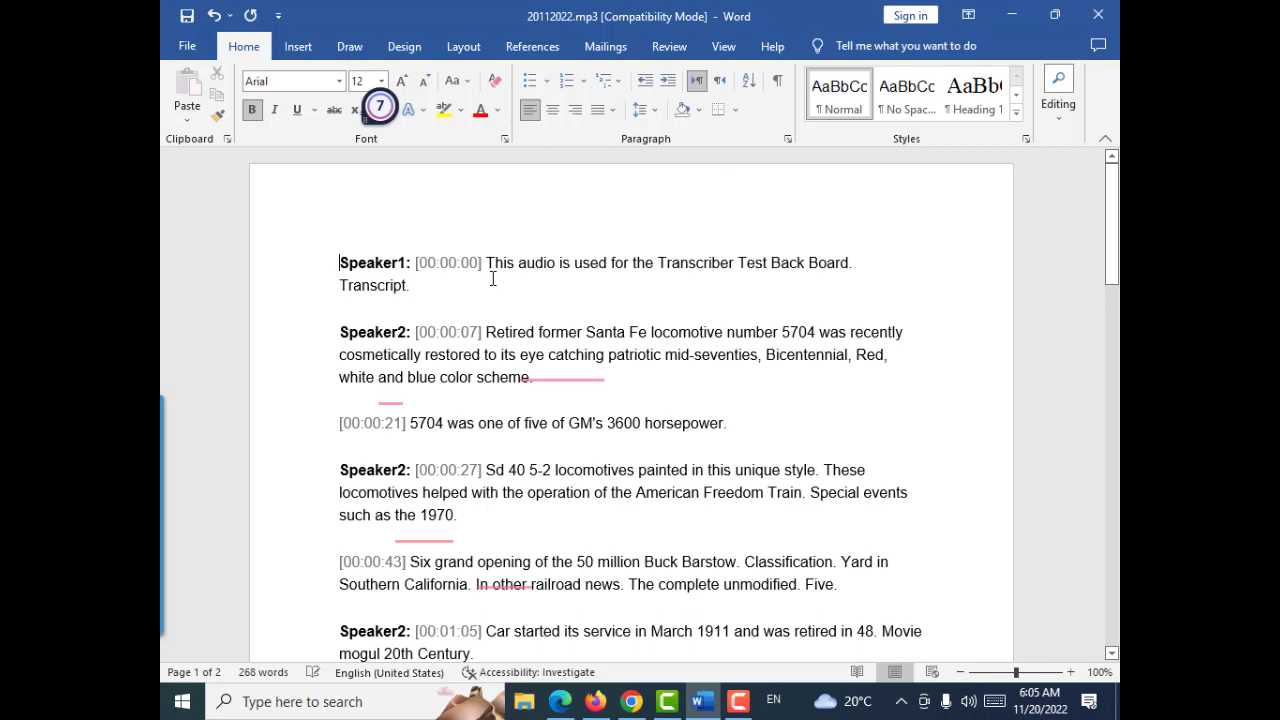 20112022.mp3 [Compatibility Mode] - Word
Sign in
File Home Insert Draw Design Layout References Mailings Review View Help Tell me what you want to do
Paste
Arial 12 Aa
B I U abc x A A
7
AaBbCc AaBbCc AaBbC
¶ Normal ¶ No Spac... Heading 1
Editing
Clipboard Font Paragraph Styles
Speaker1: [00:00:00] This audio is used for the Transcriber Test Back Board.
Transcript.
Speaker2: [00:00:07] Retired former Santa Fe locomotive number 5704 was recently
cosmetically restored to its eye catching patriotic mid-seventies, Bicentennial, Red,
white and blue color scheme.
[00:00:21] 5704 was one of five of GM's 3600 horsepower.
Speaker2: [00:00:27] Sd 40 5-2 locomotives painted in this unique style. These
locomotives helped with the operation of the American Freedom Train. Special events
such as the 1970.
[00:00:43] Six grand opening of the 50 million Buck Barstow. Classification. Yard in
Southern California. In other railroad news. The complete unmodified. Five.
Speaker2: [00:01:05] Car started its service in March 1911 and was retired in 48. Movie
mogul 20th Century.
Page 1 of 2 268 words English (United States) Accessibility: Investigate 100%
Type here to search
EN
20°C
6:05 AM
11/20/2022